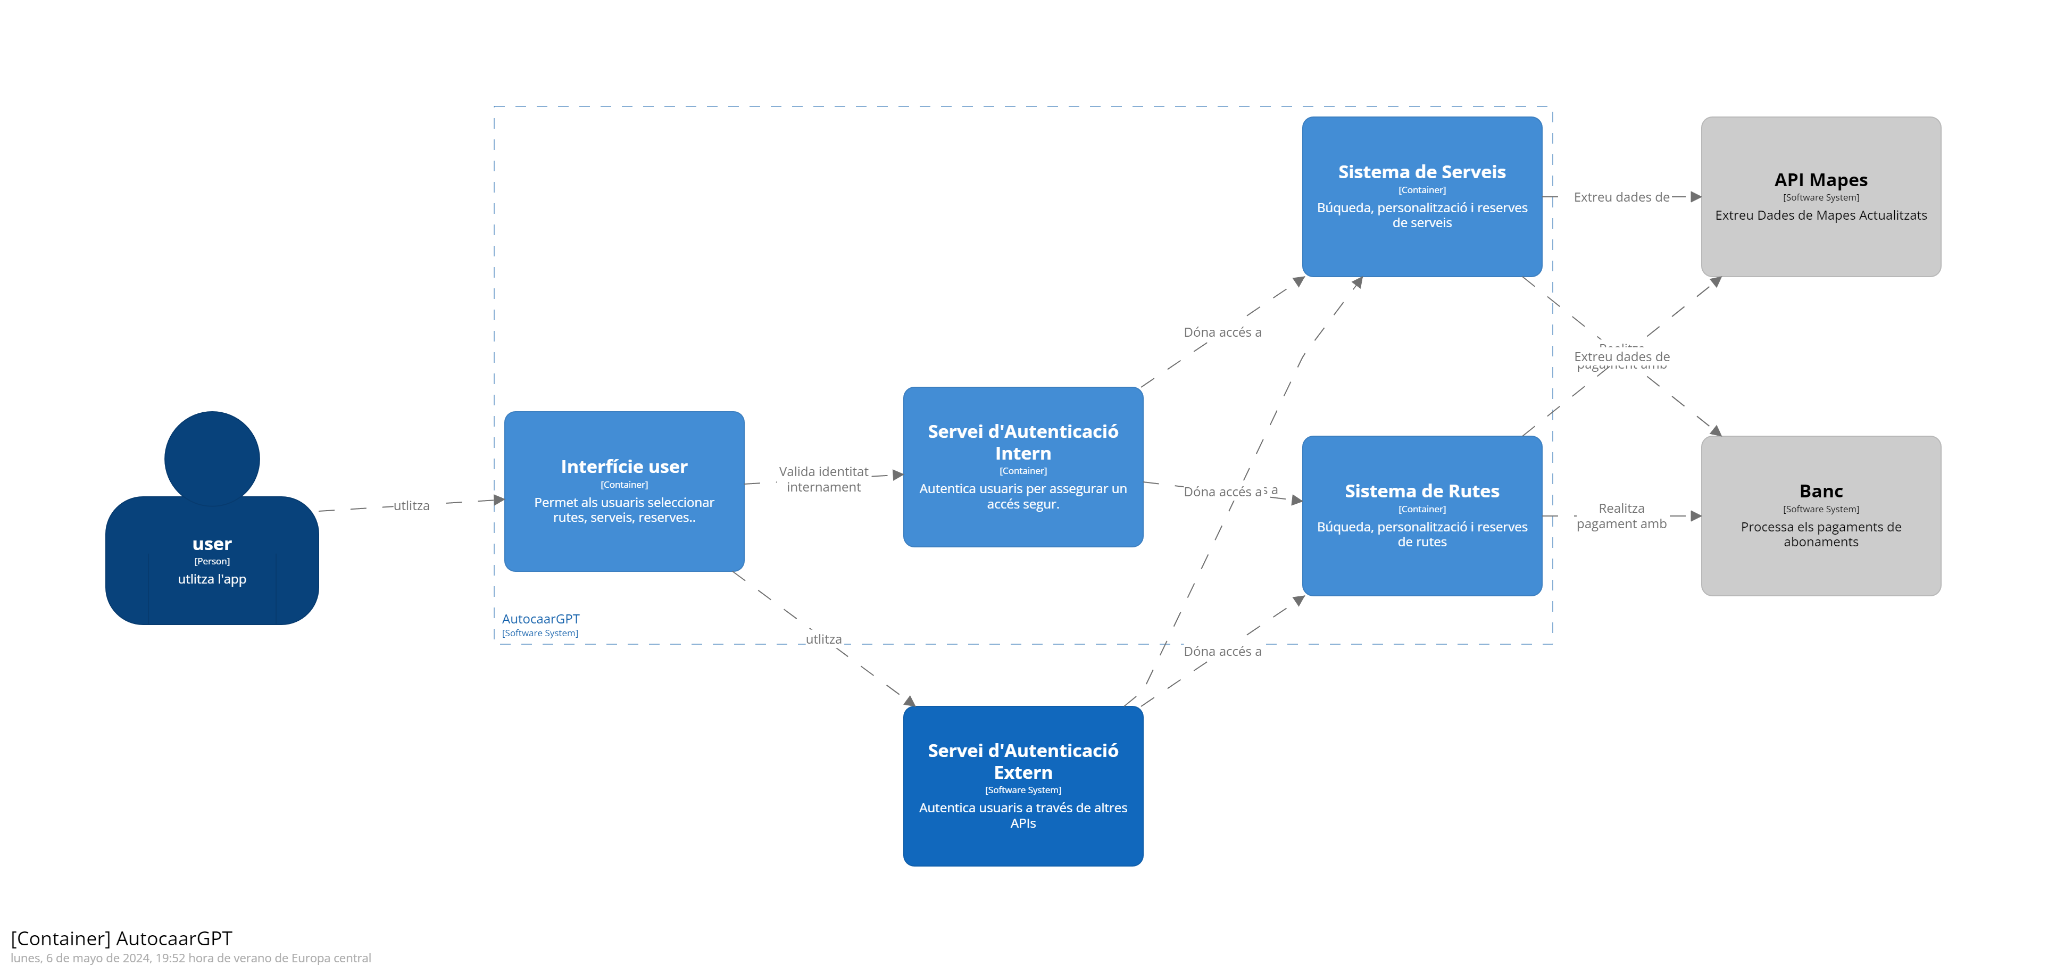 Sistema de Serveis
[Container]
Búqueda, personalització i reserves
de serveis
Extreu dades de
API Mapes
[Software System]
Extreu Dades de Mapes Actualitzats
Dóna accés a
Extreu dades de
pagament amb
user
[Person]
utlitza l'app
utlitza
Interfície user
[Container]
Permet als usuaris seleccionar
rutes, serveis, reserves..
Valida identitat
internament
Servei d'Autenticació
Intern
[Container]
Autentica usuaris per assegurar un
accés segur.
Dóna accés a
Sistema de Rutes
[Container]
Búqueda, personalització i reserves
de rutes
Realitza
pagament amb
Banc
[Software System]
Processa els pagaments de
abonaments
AutocaarGPT
[Software System]
utlitza
Dóna accés a
Servei d'Autenticació
Extern
[Software System]
Autentica usuaris a través de altres
APIs
[Container] AutocaarGPT
lunes, 6 de mayo de 2024, 19:52 hora de verano de Europa central